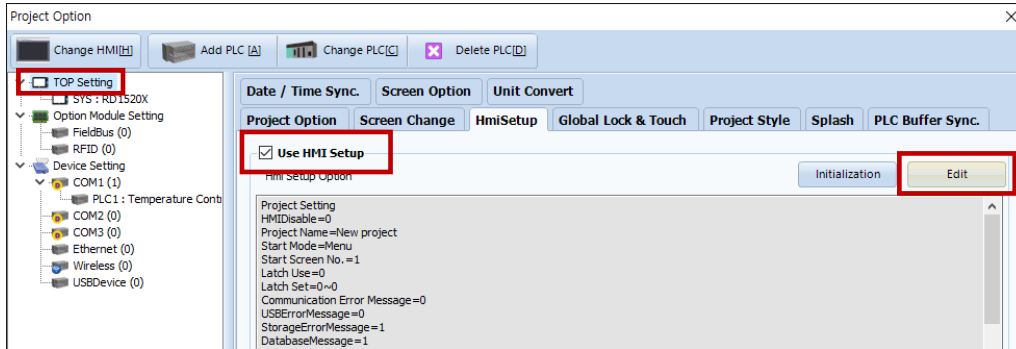 Project Option
Change HMI[H] Add PLC [A] Change PLC[C] Delete PLC[D]
TOP Setting
SYS : RD1520X
Option Module Setting
FieldBus (0)
RFID (0)
Device Setting
COM1 (1)
PLC1 : Temperature Conti
COM2 (0)
COM3 (0)
Ethernet (0)
Wireless (0)
USBDevice (0)
Date / Time Sync. Screen Option Unit Convert
Project Option Screen Change HmiSetup Global Lock & Touch Project Style Splash PLC Buffer Sync.
Use HMI Setup
Hmi Setup Option Initialization Edit
Project Setting
HMIDisable=0
Project Name=New project
Start Mode=Menu
Start Screen No.=1
Latch Use=0
Latch Set=0~0
Communication Error Message=0
USBErrorMessage=0
StorageErrorMessage=1
DatabaseMessage=1